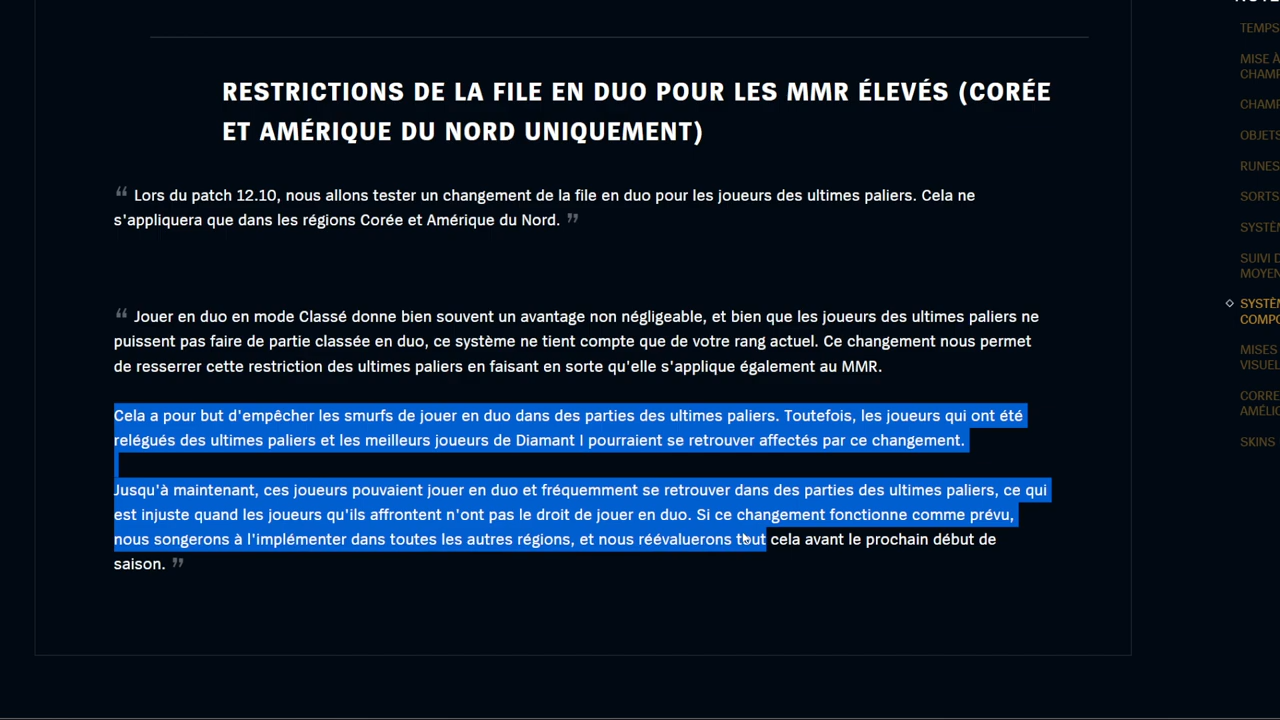 RESTRICTIONS DE LA FILE EN DUO POUR LES MMR ÉLEVÉS (CORÉE
ET AMÉRIQUE DU NORD UNIQUEMENT)
“ Lors du patch 12.10, nous allons tester un changement de la file en duo pour les joueurs des ultimes paliers. Cela ne
s'appliquera que dans les régions Corée et Amérique du Nord. ”
“ Jouer en duo en mode Classé donne bien souvent un avantage non négligeable, et bien que les joueurs des ultimes paliers ne
puissent pas faire de partie classée en duo, ce système ne tient compte que de votre rang actuel. Ce changement nous permet
de resserrer cette restriction des ultimes paliers en faisant en sorte qu'elle s'applique également au MMR.
Cela a pour but d'empêcher les smurfs de jouer en duo dans des parties des ultimes paliers. Toutefois, les joueurs qui ont été
relégués des ultimes paliers et les meilleurs joueurs de Diamant I pourraient se retrouver affectés par ce changement.
Jusqu'à maintenant, ces joueurs pouvaient jouer en duo et fréquemment se retrouver dans des parties des ultimes paliers, ce qui
est injuste quand les joueurs qu'ils affrontent n'ont pas le droit de jouer en duo. Si ce changement fonctionne comme prévu,
nous songerons à l'implémenter dans toutes les autres régions, et nous réévaluerons tout cela avant le prochain début de
saison. ”
TEMPS
MISE À
CHAMP
CHAMP
OBJETS
RUNES
SORTS
SYSTÈM
SUIVI D
MOYEN
SYSTÈM
COMPO
MISES
VISUEL
CORRE
AMÉLIO
SKINS